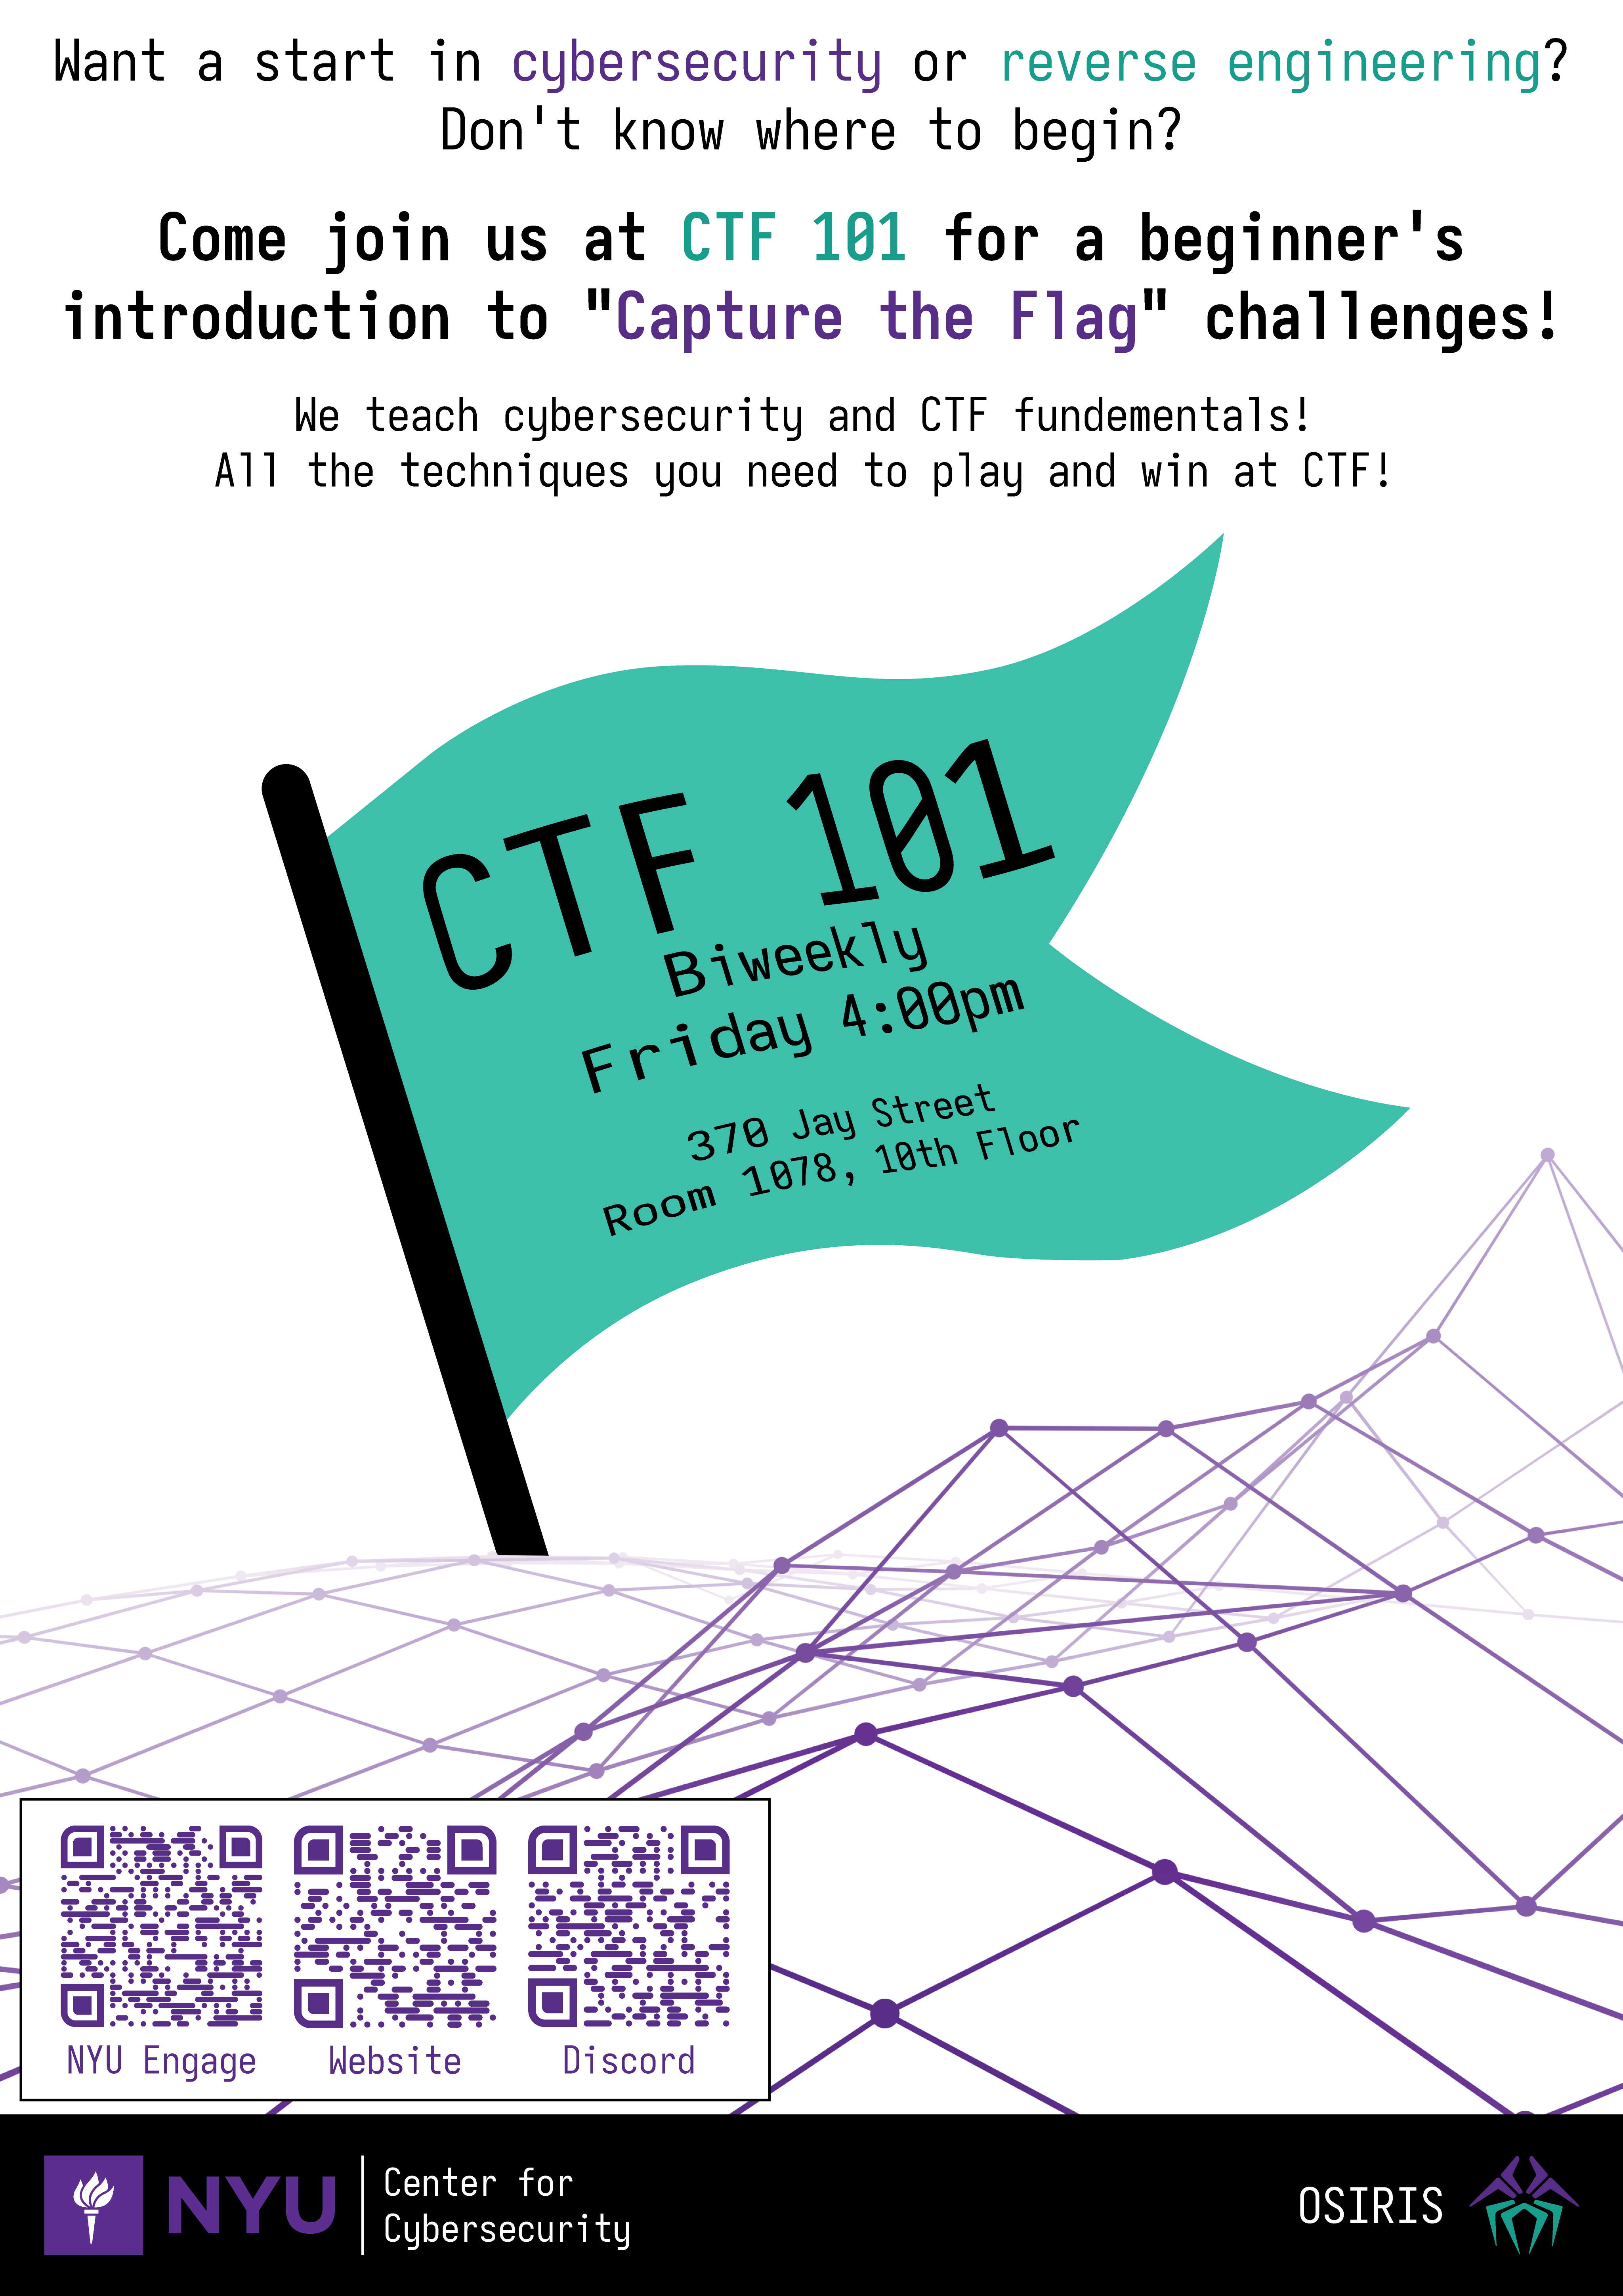 Want a start in cybersecurity or reverse engineering?
Don't know where to begin?
Come join us at CTF 101 for a beginner's
introduction to "Capture the Flag" challenges!
We teach cybersecurity and CTF fundementals!
All the techniques you need to play and win at CTF!
CTF 101
Biweekly
Friday 4:00pm
370 Jay Street
Room 1078, 10th Floor
NYU Engage
Website
Discord
NYU
Center for
Cybersecurity
OSIRIS